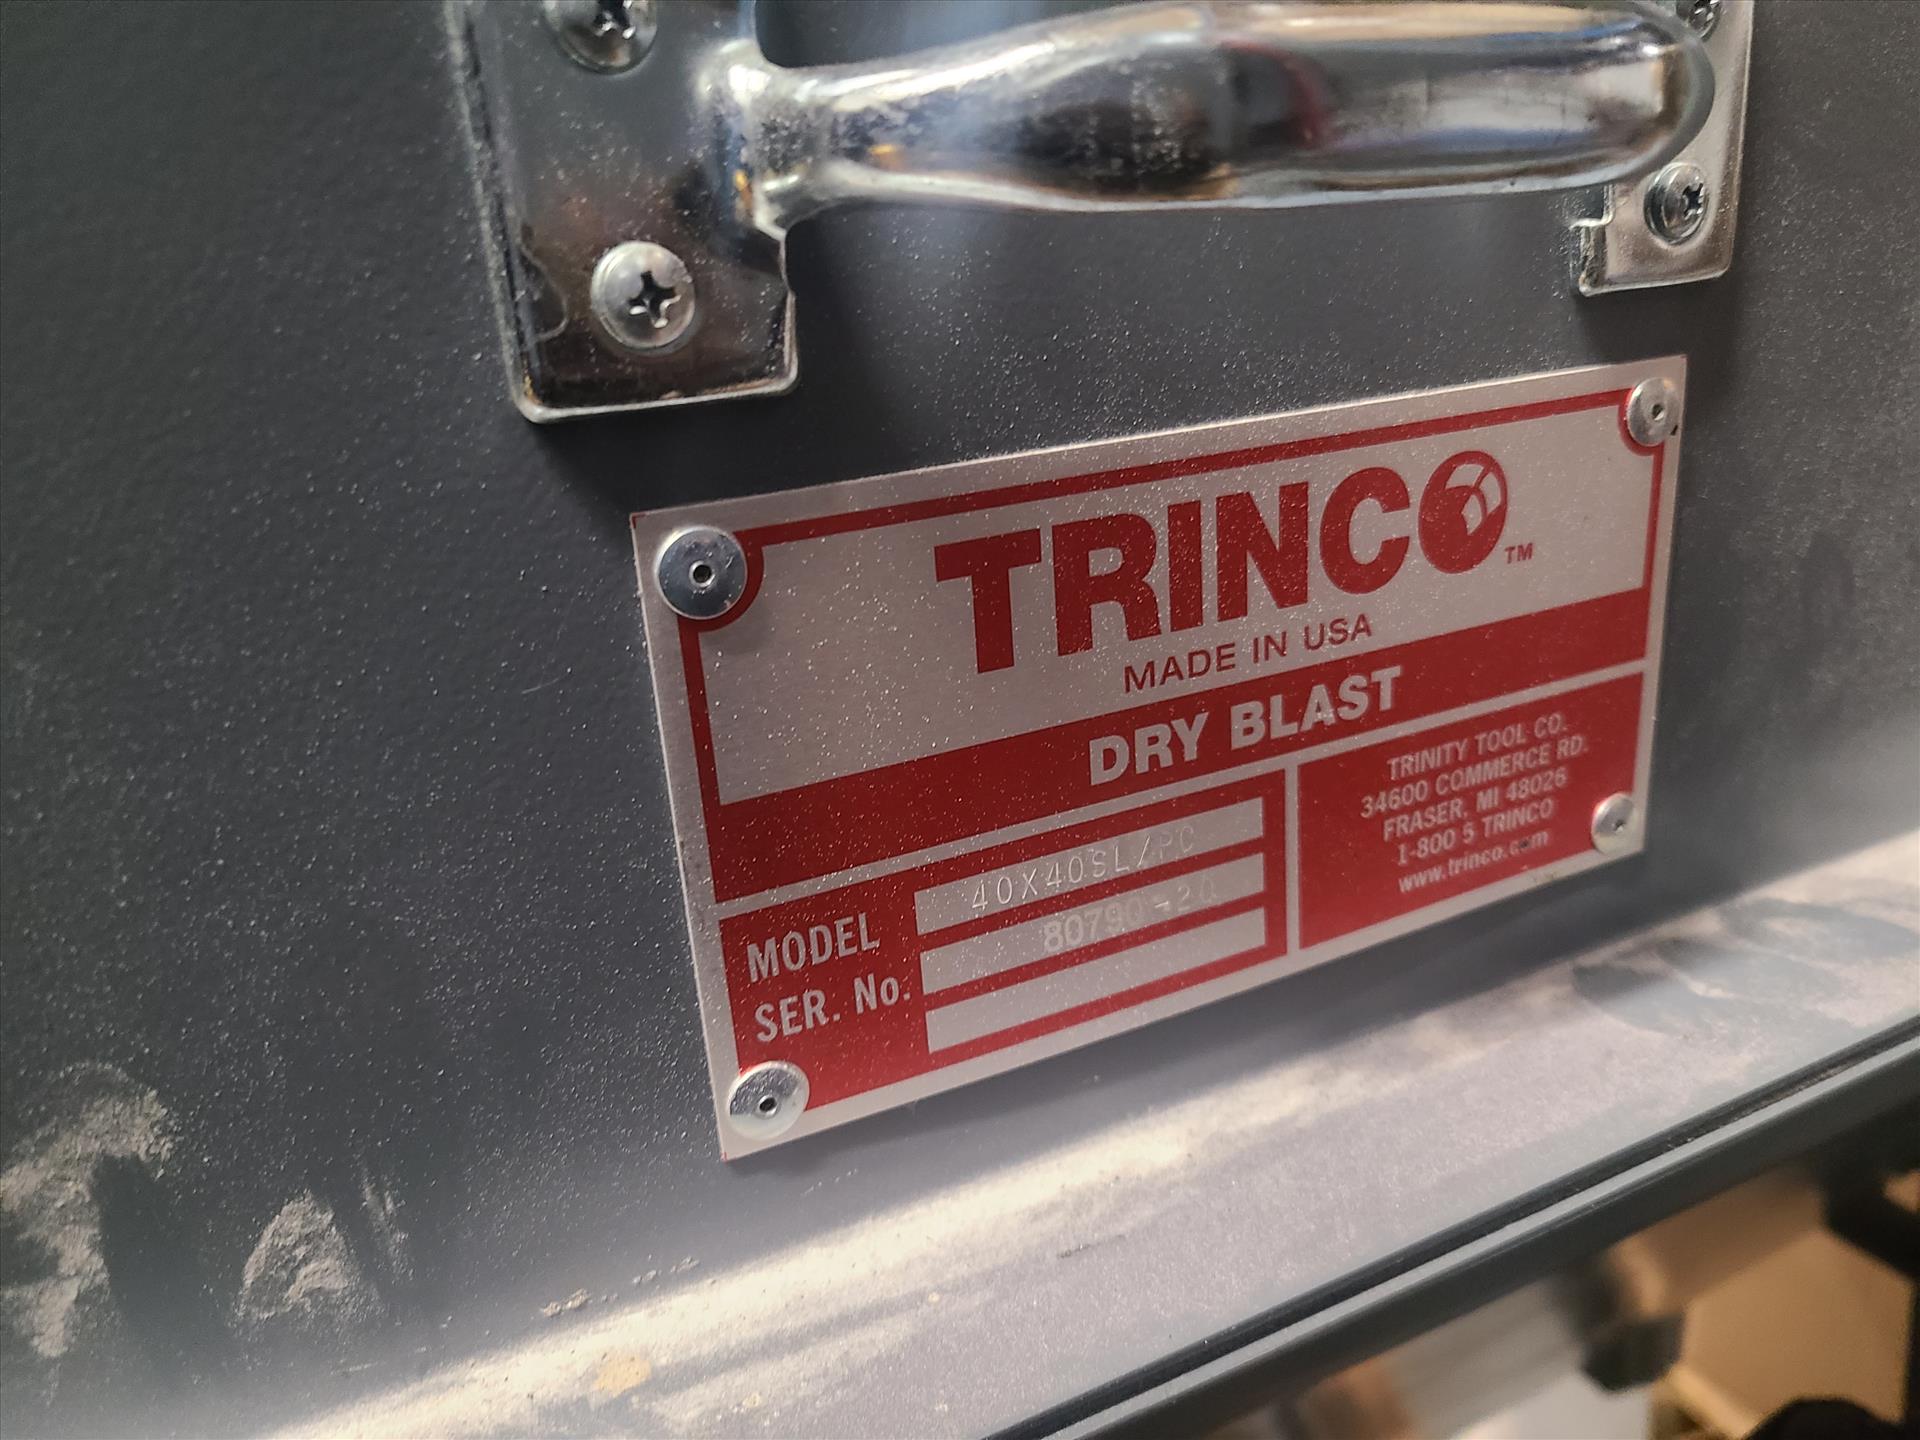 TRINCO™
MADE IN USA
DRY BLAST
MODEL 40X40SL/PC
SER. No. 80790-20
TRINITY TOOL CO.
34600 COMMERCE RD.
FRASER, MI 48026
1-800 5 TRINCO
www.trinco.com